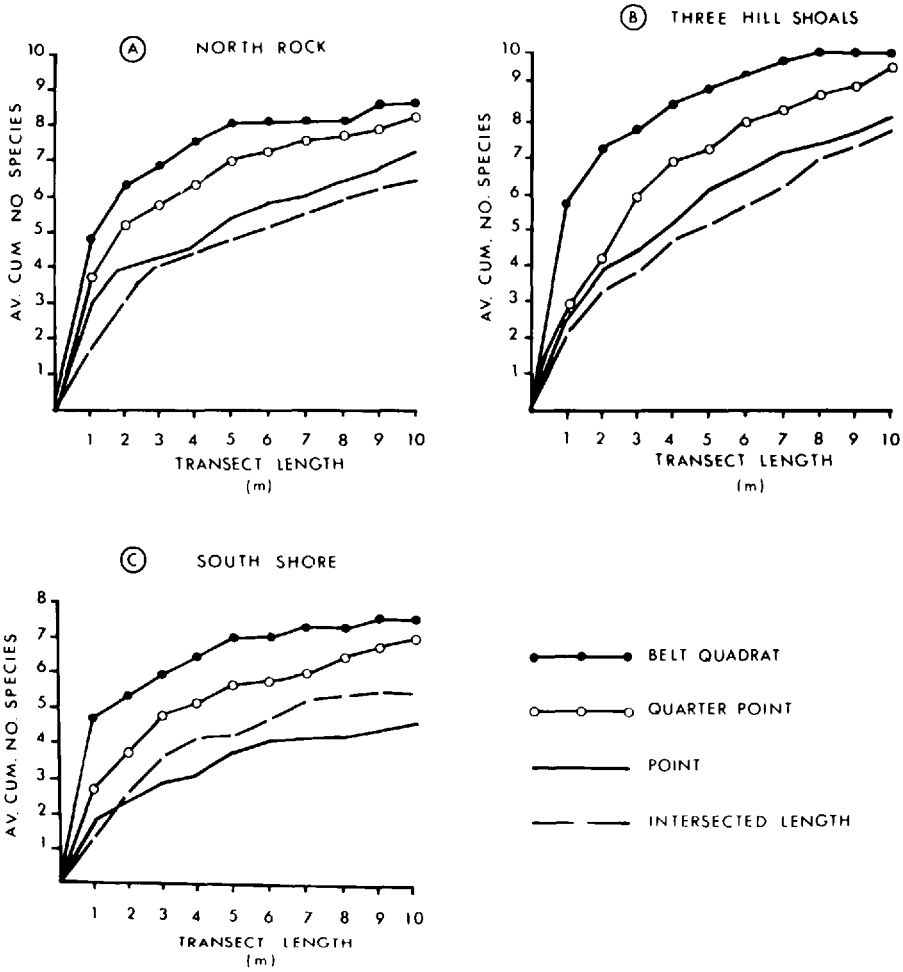 A NORTH ROCK
AV. CUM. NO SPECIES
10
9
8
7
6
5
4
3
2
1
1 2 3 4 5 6 7 8 9 10
TRANSECT LENGTH
(m)
B THREE HILL SHOALS
AV. CUM. NO. SPECIES
10
9
8
7
6
5
4
3
2
1
1 2 3 4 5 6 7 8 9 10
TRANSECT LENGTH
(m)
C SOUTH SHORE
AV. CUM. NO. SPECIES
8
7
6
5
4
3
2
1
1 2 3 4 5 6 7 8 9 10
TRANSECT LENGTH
(m)
BELT QUADRAT
QUARTER POINT
POINT
INTERSECTED LENGTH